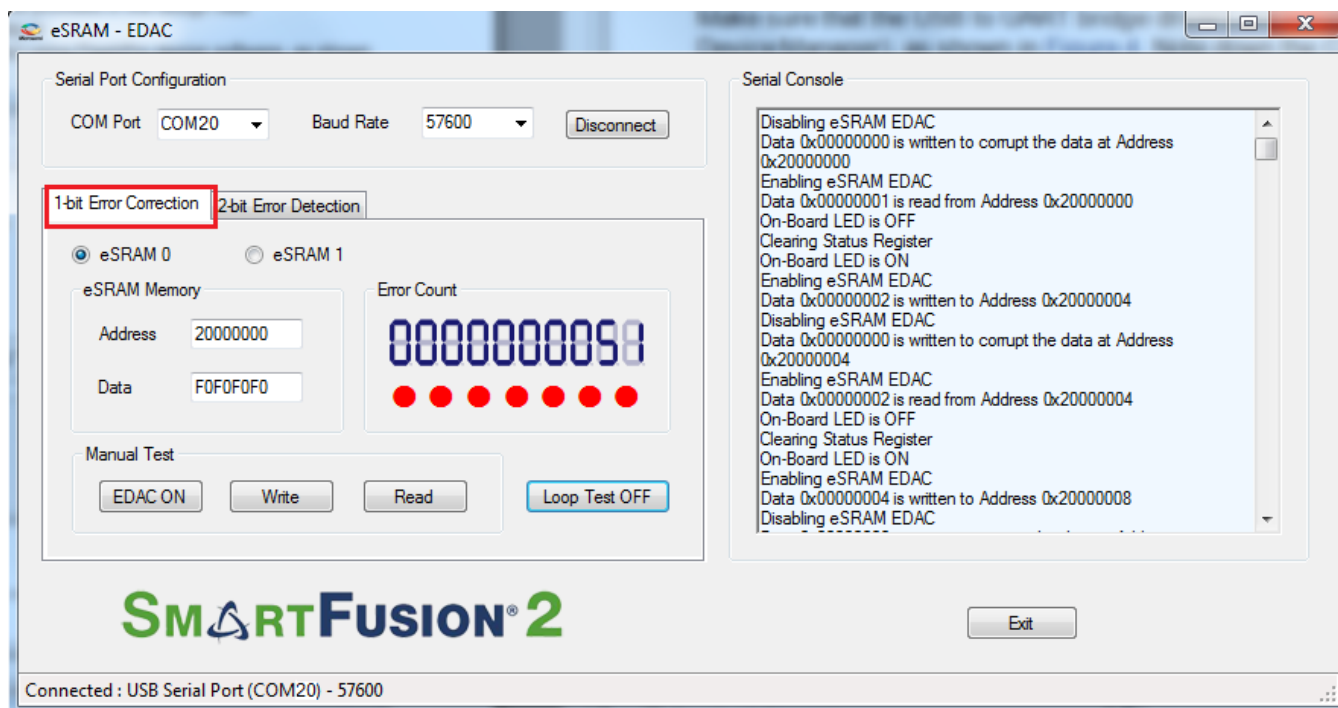 eSRAM - EDAC
Serial Port Configuration
COM Port COM20 Baud Rate 57600 Disconnect
1-bit Error Correction 2-bit Error Detection
eSRAM 0 eSRAM 1
eSRAM Memory
Address 20000000
Data F0F0F0F0
Error Count
00000000051
Manual Test
EDAC ON Write Read Loop Test OFF
Serial Console
Disabling eSRAM EDAC
Data 0x00000000 is written to corrupt the data at Address
0x20000000
Enabling eSRAM EDAC
Data 0x00000001 is read from Address 0x20000000
On-Board LED is OFF
Clearing Status Register
On-Board LED is ON
Enabling eSRAM EDAC
Data 0x00000002 is written to Address 0x20000004
Disabling eSRAM EDAC
Data 0x00000000 is written to corrupt the data at Address
0x20000004
Enabling eSRAM EDAC
Data 0x00000002 is read from Address 0x20000004
On-Board LED is OFF
Clearing Status Register
On-Board LED is ON
Enabling eSRAM EDAC
Data 0x00000004 is written to Address 0x20000008
Disabling eSRAM EDAC
SMARTFUSION® 2
Exit
Connected : USB Serial Port (COM20) - 57600